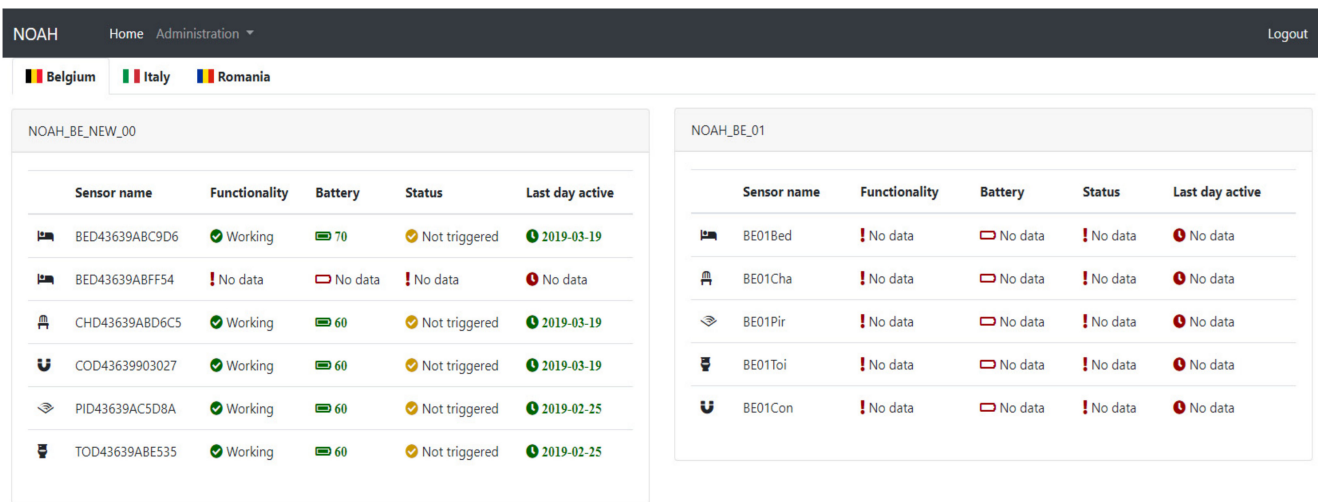 NOAH Home Administration Logout
Belgium Italy Romania
NOAH_BE_NEW_00
Sensor name Functionality Battery Status Last day active
BED43639ABC9D6 Working 70 Not triggered 2019-03-19
BED43639ABFF54 No data No data No data No data
CHD43639ABD6C5 Working 60 Not triggered 2019-03-19
COD43639903027 Working 60 Not triggered 2019-03-19
PID43639AC5D8A Working 60 Not triggered 2019-02-25
TOD43639ABE535 Working 60 Not triggered 2019-02-25
NOAH_BE_01
Sensor name Functionality Battery Status Last day active
BE01Bed No data No data No data No data
BE01Cha No data No data No data No data
BE01Pir No data No data No data No data
BE01Toi No data No data No data No data
BE01Con No data No data No data No data